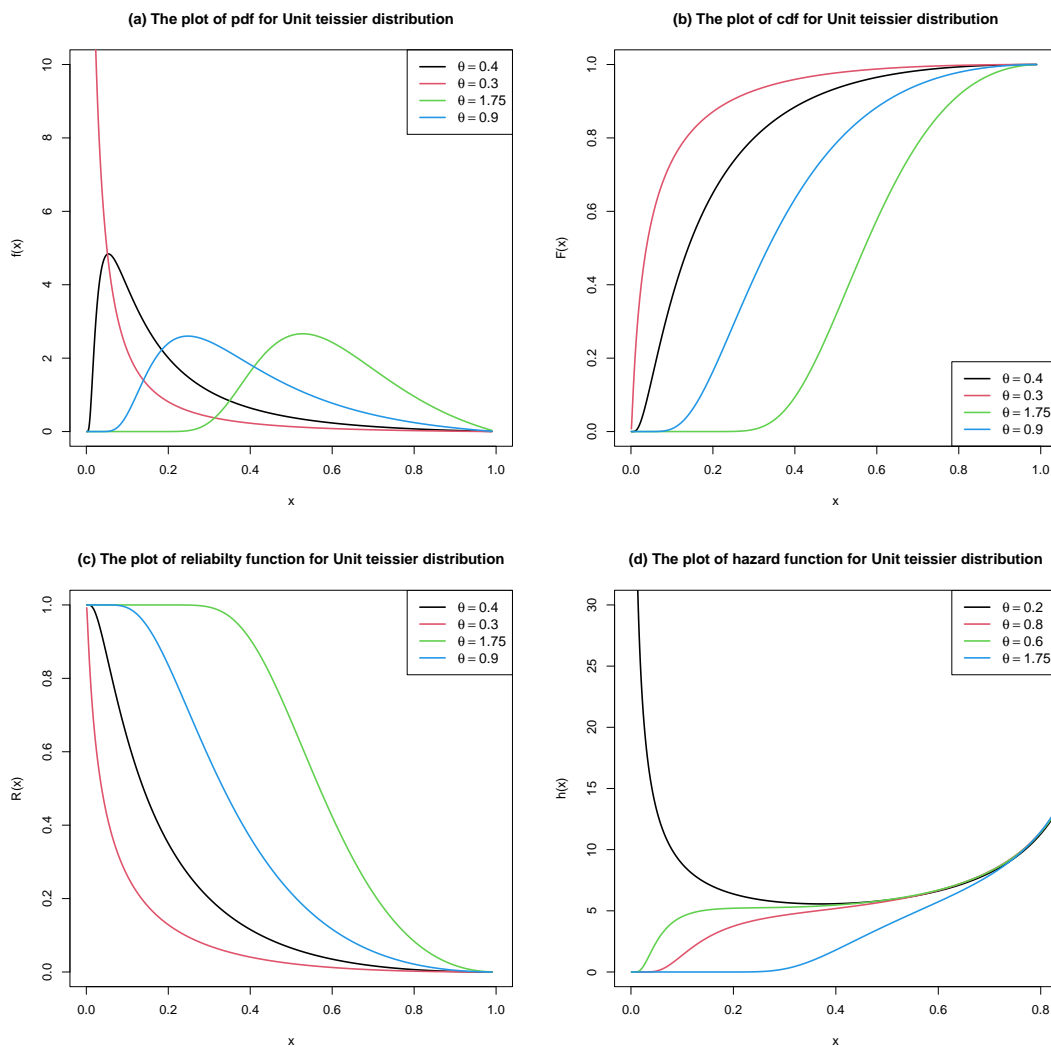 (a) The plot of pdf for Unit teissier distribution
f(x)
10
8
6
4
2
0
0.0 0.2 0.4 0.6 0.8 1.0
x
θ = 0.4
θ = 0.3
θ = 1.75
θ = 0.9
(b) The plot of cdf for Unit teissier distribution
F(x)
1.0
0.8
0.6
0.4
0.2
0.0
0.0 0.2 0.4 0.6 0.8 1.0
x
θ = 0.4
θ = 0.3
θ = 1.75
θ = 0.9
(c) The plot of reliabilty function for Unit teissier distribution
R(x)
1.0
0.8
0.6
0.4
0.2
0.0
0.0 0.2 0.4 0.6 0.8 1.0
x
θ = 0.4
θ = 0.3
θ = 1.75
θ = 0.9
(d) The plot of hazard function for Unit teissier distribution
h(x)
30
25
20
15
10
5
0
0.0 0.2 0.4 0.6 0.8
x
θ = 0.2
θ = 0.8
θ = 0.6
θ = 1.75